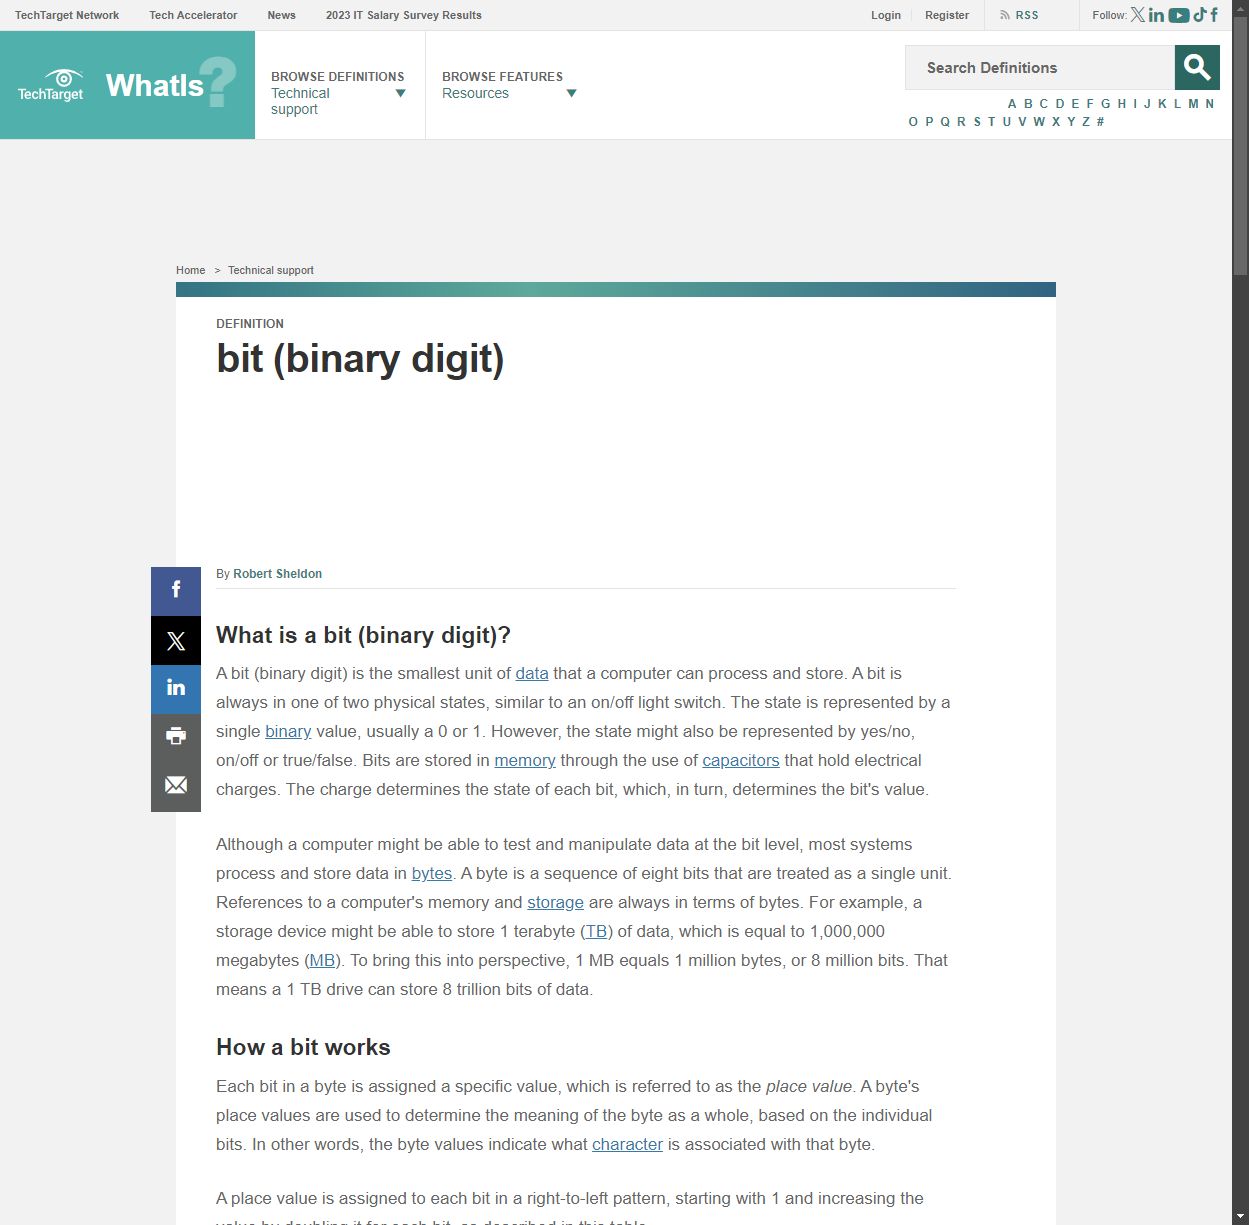 TechTarget Network Tech Accelerator News 2023 IT Salary Survey Results Login Register RSS Follow:
TechTarget WhatIs?
BROWSE DEFINITIONS
Technical support
BROWSE FEATURES
Resources
Search Definitions
A B C D E F G H I J K L M N
O P Q R S T U V W X Y Z #
Home > Technical support
DEFINITION
bit (binary digit)
By Robert Sheldon
What is a bit (binary digit)?
A bit (binary digit) is the smallest unit of data that a computer can process and store. A bit is
always in one of two physical states, similar to an on/off light switch. The state is represented by a
single binary value, usually a 0 or 1. However, the state might also be represented by yes/no,
on/off or true/false. Bits are stored in memory through the use of capacitors that hold electrical
charges. The charge determines the state of each bit, which, in turn, determines the bit's value.
Although a computer might be able to test and manipulate data at the bit level, most systems
process and store data in bytes. A byte is a sequence of eight bits that are treated as a single unit.
References to a computer's memory and storage are always in terms of bytes. For example, a
storage device might be able to store 1 terabyte (TB) of data, which is equal to 1,000,000
megabytes (MB). To bring this into perspective, 1 MB equals 1 million bytes, or 8 million bits. That
means a 1 TB drive can store 8 trillion bits of data.
How a bit works
Each bit in a byte is assigned a specific value, which is referred to as the place value. A byte's
place values are used to determine the meaning of the byte as a whole, based on the individual
bits. In other words, the byte values indicate what character is associated with that byte.
A place value is assigned to each bit in a right-to-left pattern, starting with 1 and increasing the
value by doubling it for each bit, as described in this table.